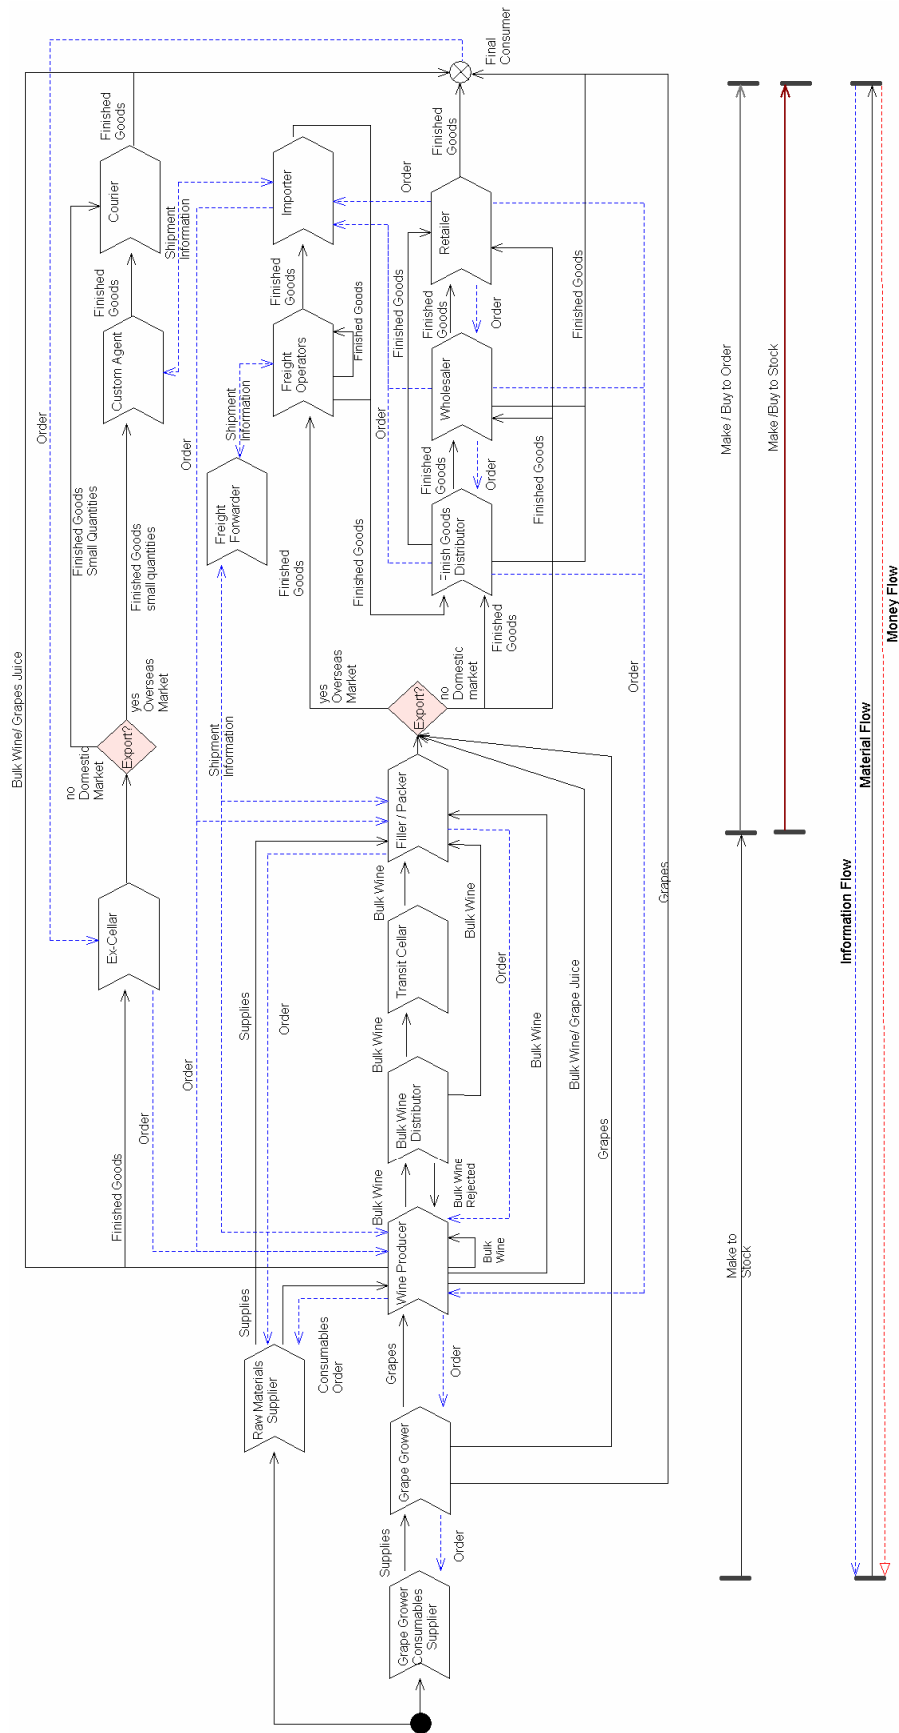 Final
Consumer
Finished
Goods
Courier
Finished
Goods
Custom Agent
Shipment
Information
Finished Goods
Small Quantities
Finished Goods
small quantities
no
Domestic
Market
Export?
yes
Overseas
Market
Ex-Cellar
Finished Goods
Order
Order
Bulk Wine/ Grapes Juice
Importer
Finished
Goods
Freight
Operators
Finished Goods
Shipment
Information
Freight
Forwarder
Finished
Goods
Finished Goods
Order
Order
Order
Shipment
Information
yes
Overseas
Market
Export?
no
Domestic
market
Order
Finished
Goods
Retailer
Finished Goods
Finished
Goods
Order
Wholesaler
Finished Goods
Finished
Goods
Order
Finish Goods
Distributor
Finished Goods
Finished
Goods
Order
Filler / Packer
Bulk Wine
Transit Cellar
Bulk Wine
Bulk Wine
Distributor
Bulk Wine
Order
Bulk Wine
Bulk Wine
Rejected
Bulk Wine
Bulk Wine/ Grape Juice
Grapes
Grapes
Supplies
Order
Wine Producer
Bulk
Wine
Supplies
Consumables
Order
Raw Materials
Supplier
Grapes
Order
Grape Grower
Supplies
Order
Grape Grower
Consumables
Supplier
Make / Buy to Order
Make /Buy to Stock
Make to
Stock
Information Flow
Material Flow
Money Flow